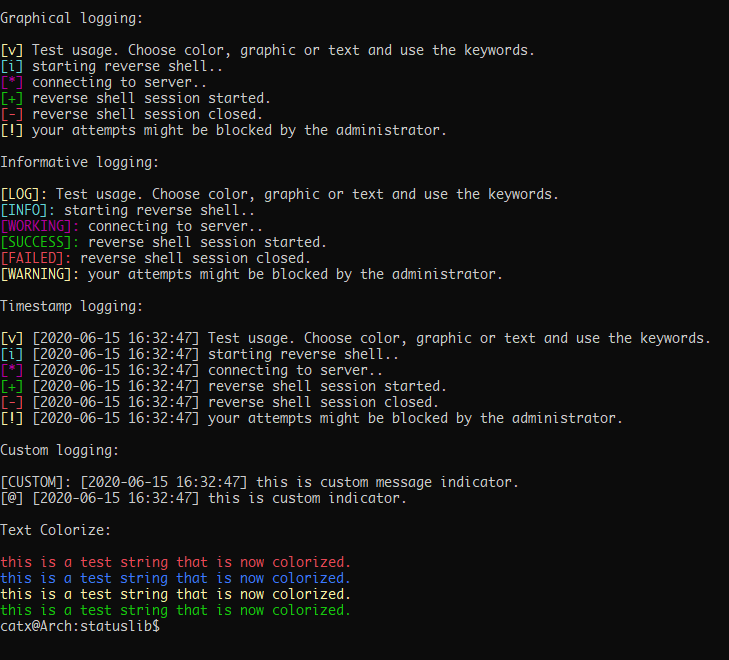 Graphical logging:
[v] Test usage. Choose color, graphic or text and use the keywords.
[i] starting reverse shell..
[*] connecting to server..
[+] reverse shell session started.
[-] reverse shell session closed.
[!] your attempts might be blocked by the administrator.
Informative logging:
[LOG]: Test usage. Choose color, graphic or text and use the keywords.
[INFO]: starting reverse shell..
[WORKING]: connecting to server..
[SUCCESS]: reverse shell session started.
[FAILED]: reverse shell session closed.
[WARNING]: your attempts might be blocked by the administrator.
Timestamp logging:
[v] [2020-06-15 16:32:47] Test usage. Choose color, graphic or text and use the keywords.
[i] [2020-06-15 16:32:47] starting reverse shell..
[*] [2020-06-15 16:32:47] connecting to server..
[+] [2020-06-15 16:32:47] reverse shell session started.
[-] [2020-06-15 16:32:47] reverse shell session closed.
[!] [2020-06-15 16:32:47] your attempts might be blocked by the administrator.
Custom logging:
[CUSTOM]: [2020-06-15 16:32:47] this is custom message indicator.
[@] [2020-06-15 16:32:47] this is custom indicator.
Text Colorize:
this is a test string that is now colorized.
this is a test string that is now colorized.
this is a test string that is now colorized.
this is a test string that is now colorized.
catx@Arch:statuslib$